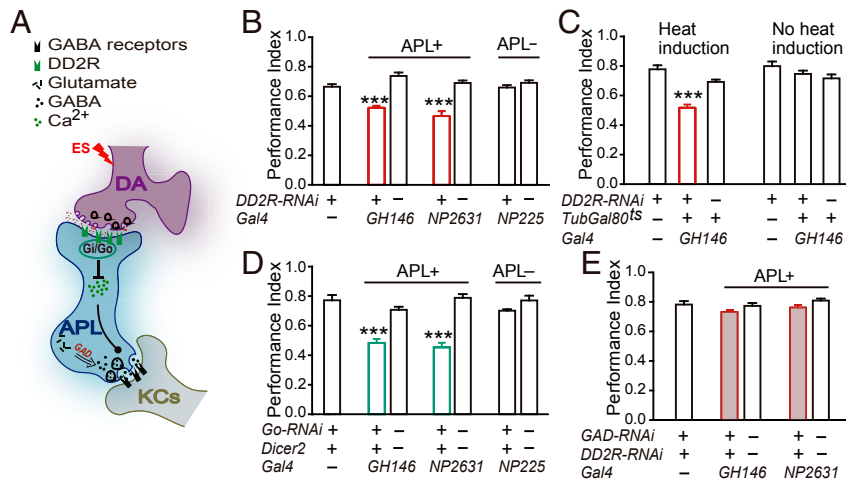 A
GABA receptors
DD2R
Glutamate
GABA
Ca2+
ES
DA
Gi/Go
APL
GAD
KCs
B
APL+ APL–
Performance Index
1.0
0.8
0.6
0.4
0.2
0.0
*** ***
DD2R-RNAi + + – + – + –
Gal4 – GH146 NP2631 NP225
C
Heat induction No heat induction
Performance Index
1.0
0.8
0.6
0.4
0.2
0.0
***
DD2R-RNAi + + – + + –
TubGal80ts – + + – + +
Gal4 – GH146 – GH146
D
APL+ APL–
Performance Index
1.0
0.8
0.6
0.4
0.2
0.0
*** ***
Go-RNAi + + – + – + –
Dicer2 + + – + – + –
Gal4 – GH146 NP2631 NP225
E
APL+
Performance Index
1.0
0.8
0.6
0.4
0.2
0.0
GAD-RNAi + + – + –
DD2R-RNAi + + – + –
Gal4 – GH146 NP2631